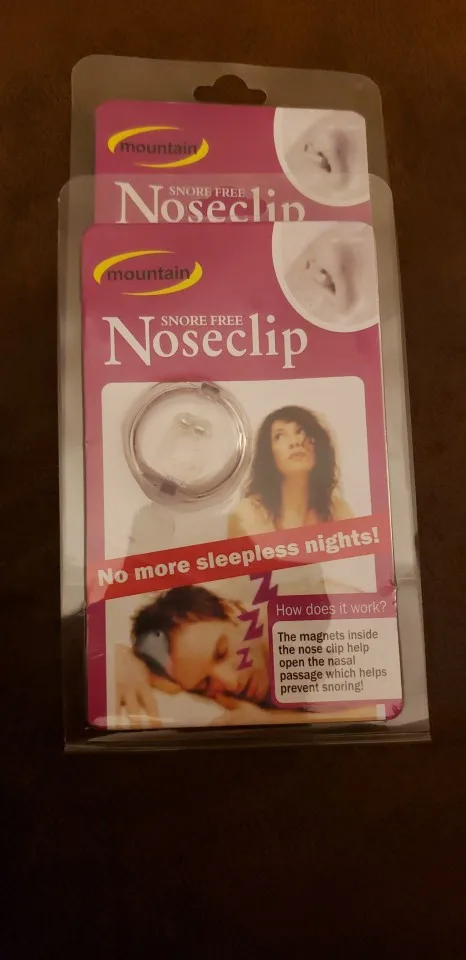 mountain
SNORE FREE
Noseclip
mountain
SNORE FREE
Noseclip
No more sleepless nights!
Z
Z
Z
z
How does it work?
The magnets inside
the nose clip help
open the nasal
passage which helps
prevent snoring!